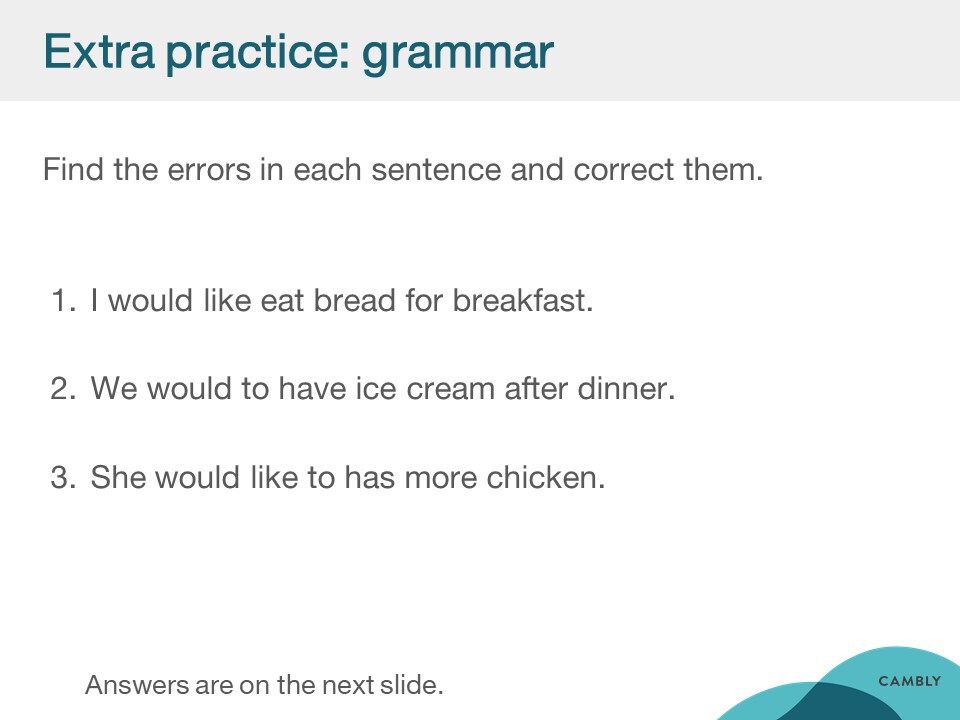 Extra practice: grammar
Find the errors in each sentence and correct them.
1. I would like eat bread for breakfast.
2. We would to have ice cream after dinner.
3. She would like to has more chicken.
Answers are on the next slide.
CAMBLY